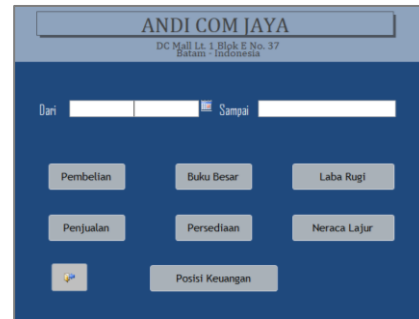 ANDI COM JAYA
DC Mall Lt. 1 Blok E No. 37
Batam - Indonesia
Dari
Sampai
Pembelian
Buku Besar
Laba Rugi
Penjualan
Persediaan
Neraca Lajur
Posisi Keuangan